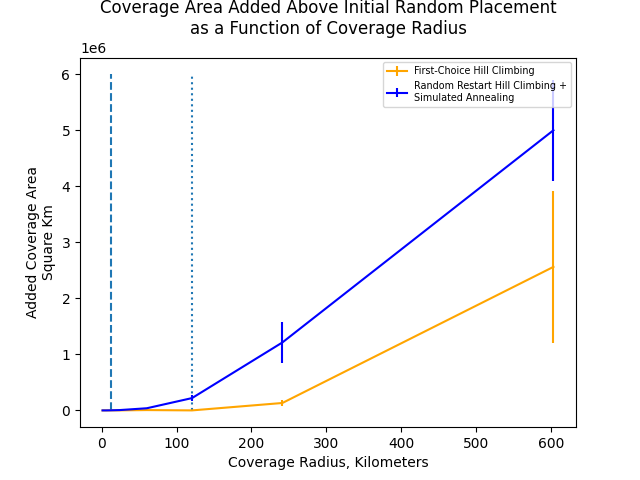 Coverage Area Added Above Initial Random Placement
as a Function of Coverage Radius
1e6
First-Choice Hill Climbing
Random Restart Hill Climbing +
Simulated Annealing
6
5
4
3
2
1
0
Added Coverage Area
Square Km
0 100 200 300 400 500 600
Coverage Radius, Kilometers